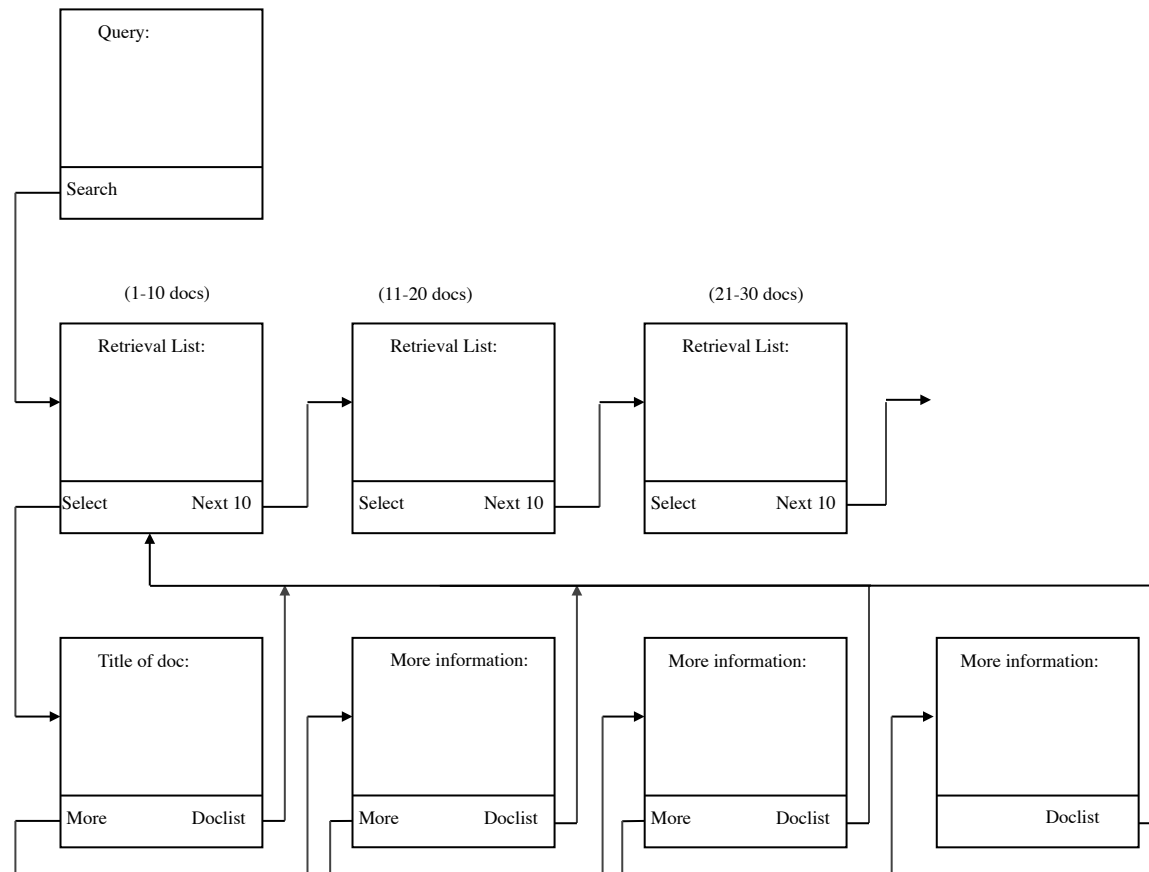 Query:
Search
(1-10 docs)
(11-20 docs)
(21-30 docs)
Retrieval List:
Retrieval List:
Retrieval List:
Select
Next 10
Select
Next 10
Select
Next 10
Title of doc:
More information:
More information:
More information:
More
Doclist
More
Doclist
More
Doclist
Doclist